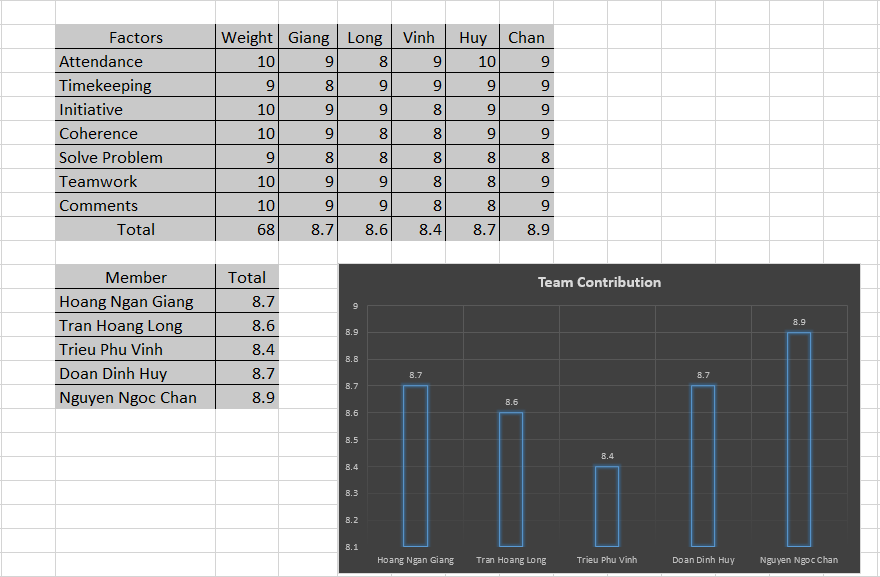 Factors Weight Giang Long Vinh Huy Chan
Attendance 10 9 8 9 10 9
Timekeeping 9 8 9 9 9 9
Initiative 10 9 9 8 9 9
Coherence 10 9 8 8 9 9
Solve Problem 9 8 8 8 8 8
Teamwork 10 9 9 8 8 9
Comments 10 9 9 8 8 9
Total 68 8.7 8.6 8.4 8.7 8.9
Member Total
Hoang Ngan Giang 8.7
Tran Hoang Long 8.6
Trieu Phu Vinh 8.4
Doan Dinh Huy 8.7
Nguyen Ngoc Chan 8.9
Team Contribution
9
8.9
8.8
8.7
8.6
8.5
8.4
8.3
8.2
8.1
8.7
8.6
8.4
8.7
8.9
Hoang Ngan Giang Tran Hoang Long Trieu Phu Vinh Doan Dinh Huy Nguyen Ngoc Chan